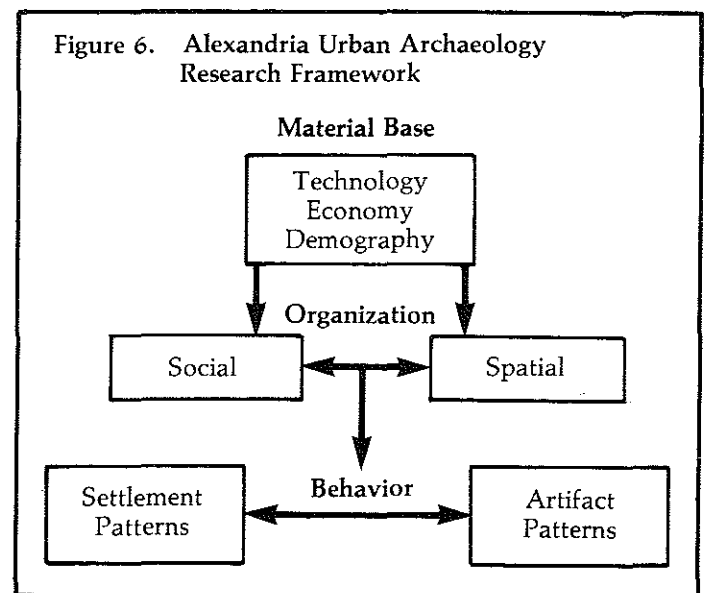 Figure 6. Alexandria Urban Archaeology
Research Framework
Material Base
Technology
Economy
Demography
Organization
Social
Spatial
Behavior
Settlement
Patterns
Artifact
Patterns